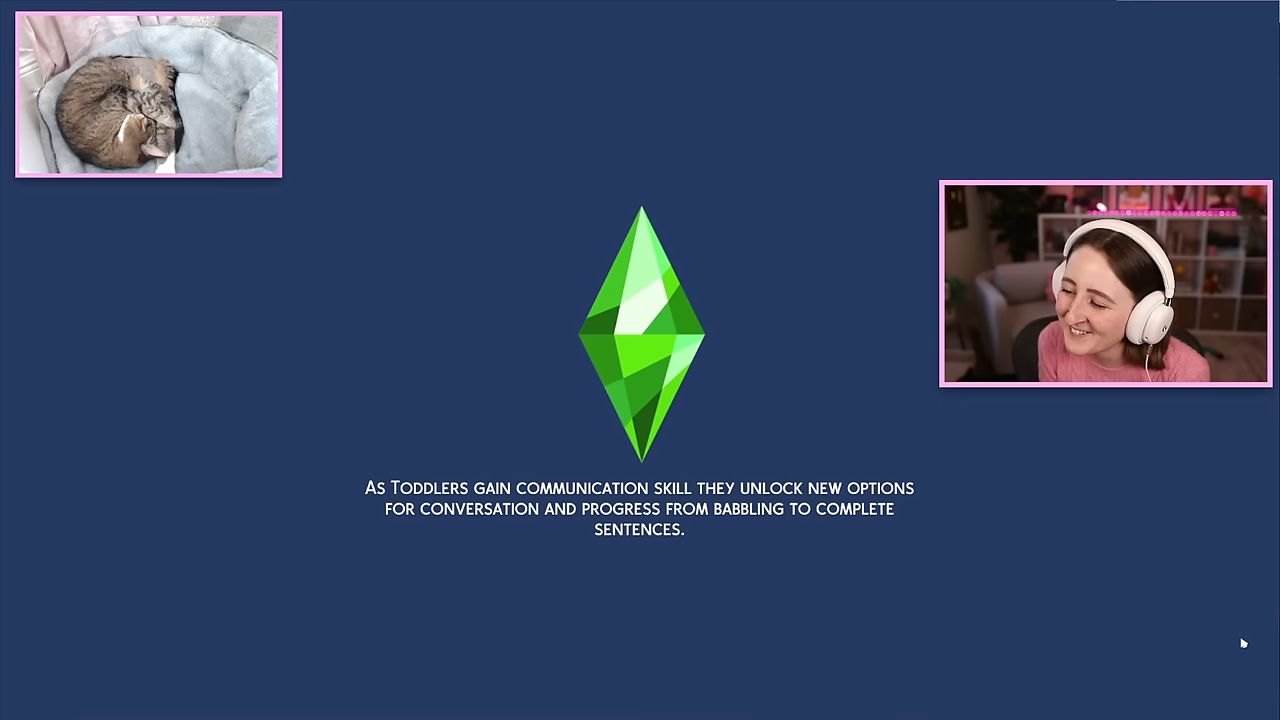 As Toddlers gain communication skill they unlock new options
for conversation and progress from babbling to complete
sentences.